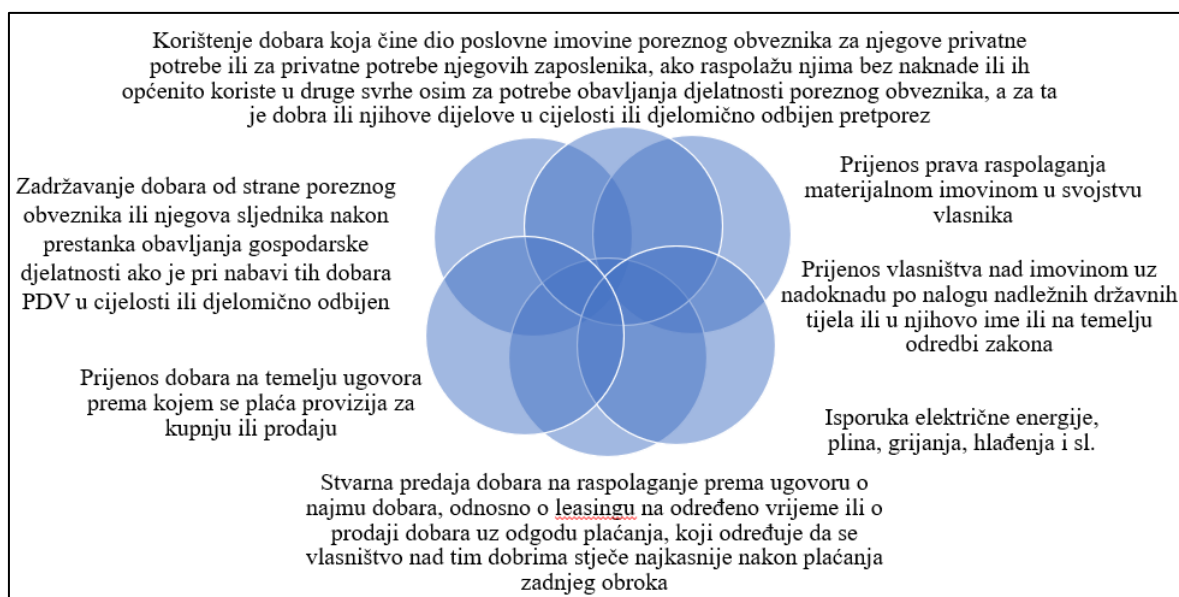 Korištenje dobara koja čine dio poslovne imovine poreznog obveznika za njegove privatne
potrebe ili za privatne potrebe njegovih zaposlenika, ako raspolažu njima bez naknade ili ih
općenito koriste u druge svrhe osim za potrebe obavljanja djelatnosti poreznog obveznika, a za ta
je dobra ili njihove dijelove u cijelosti ili djelomično odbijen pretporez
Prijenos prava raspolaganja
materijalnom imovinom u svojstvu
vlasnika
Prijenos vlasništva nad imovinom uz
nadoknadu po nalogu nadležnih državnih
tijela ili u njihovo ime ili na temelju
odredbi zakona
Isporuka električne energije,
plina, grijanja, hlađenja i sl.
Stvarna predaja dobara na raspolaganje prema ugovoru o
najmu dobara, odnosno o leasingu na određeno vrijeme ili o
prodaji dobara uz odgodu plaćanja, koji određuje da se
vlasništvo nad tim dobrima stječe najkasnije nakon plaćanja
zadnjeg obroka
Prijenos dobara na temelju ugovora
prema kojem se plaća provizija za
kupnju ili prodaju
Zadržavanje dobara od strane poreznog
obveznika ili njegova sljednika nakon
prestanka obavljanja gospodarske
djelatnosti ako je pri nabavi tih dobara
PDV u cijelosti ili djelomično odbijen